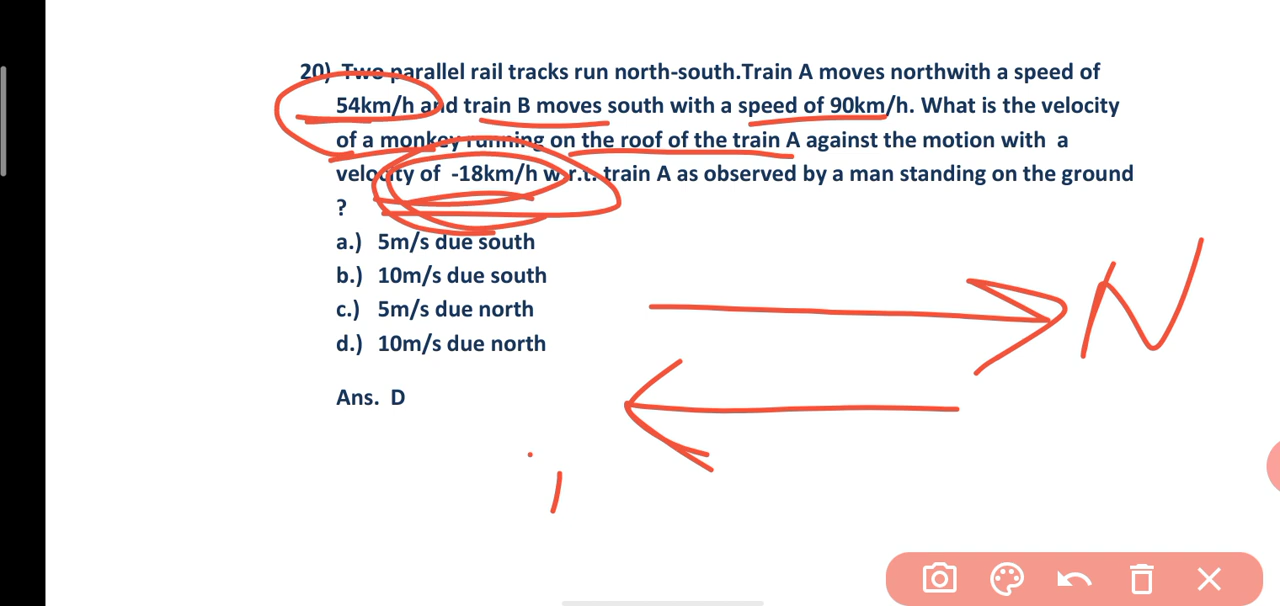 20) Two parallel rail tracks run north-south.Train A moves northwith a speed of
54km/h and train B moves south with a speed of 90km/h. What is the velocity
of a monkey running on the roof of the train A against the motion with a
velocity of -18km/h w.r.t. train A as observed by a man standing on the ground
?
a.) 5m/s due south
b.) 10m/s due south
c.) 5m/s due north
d.) 10m/s due north
N
Ans. D